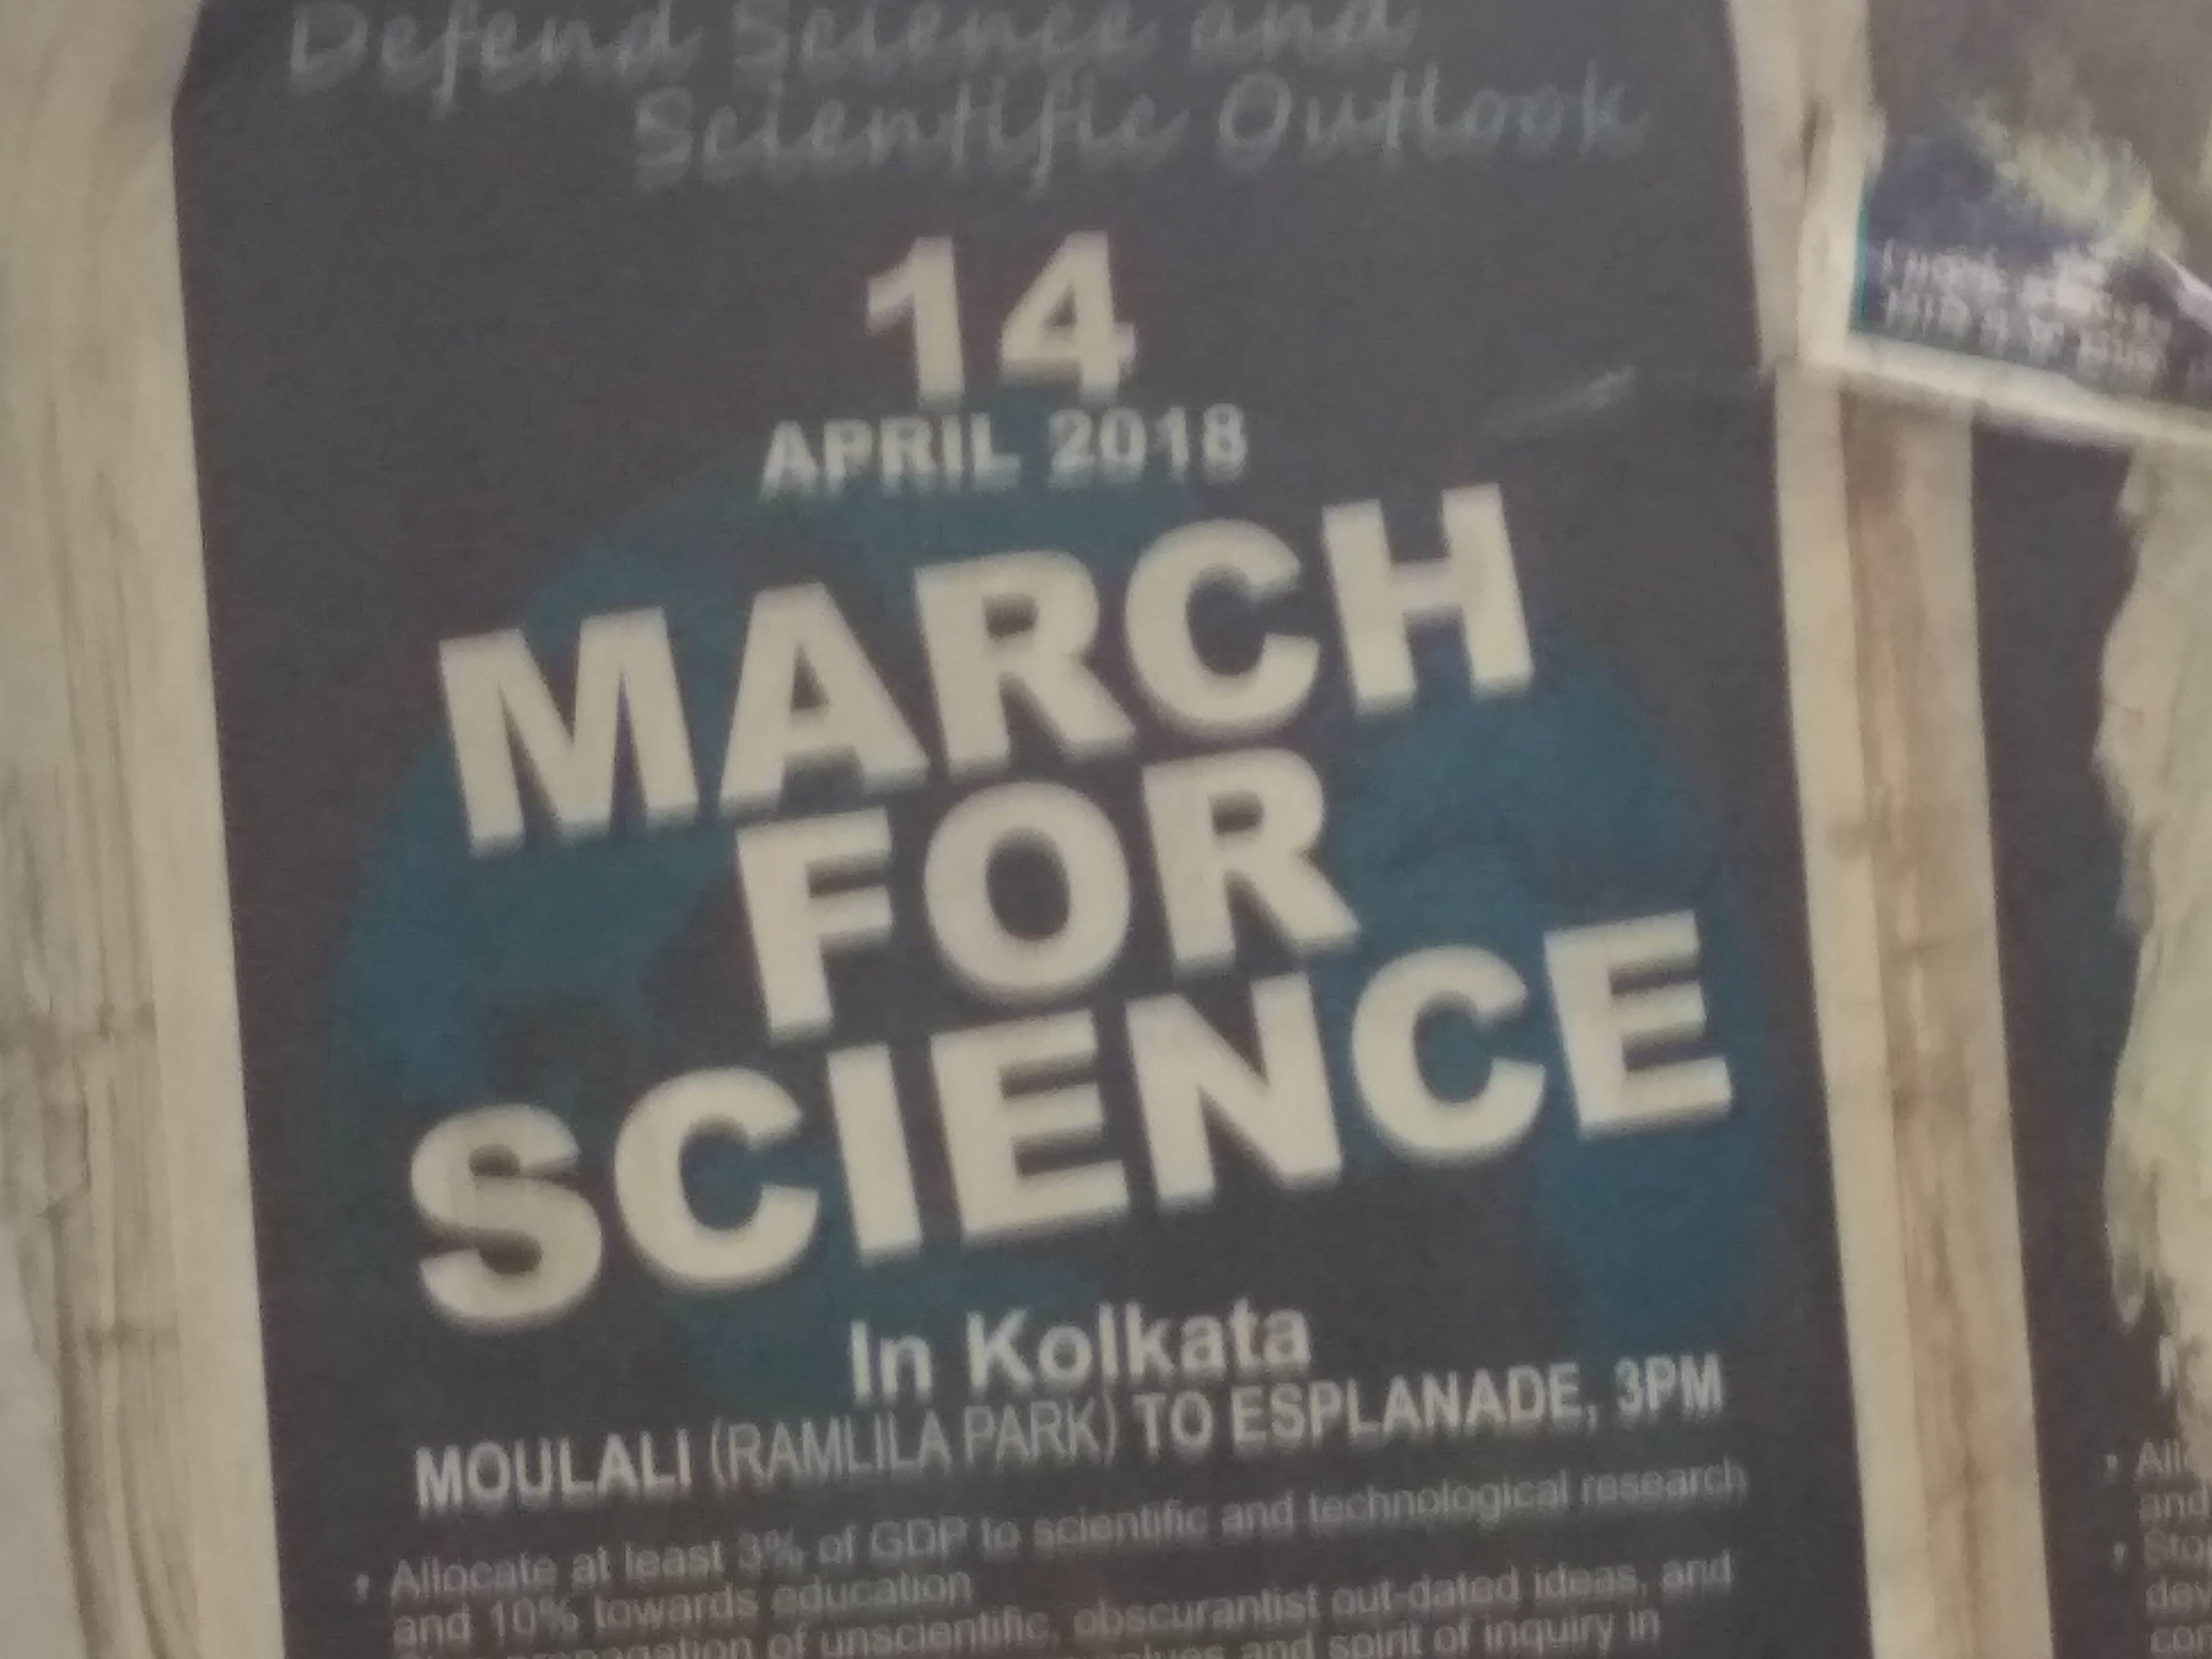 Defend Science and
Scientific Outlook
14
APRIL 2018
MARCH
FOR
SCIENCE
In Kolkata
MOULALI (RAMLILA PARK) TO ESPLANADE, 3PM
• Allocate at least 3% of GDP to scientific and technological research
and 10% towards education
propagation of unscientific, obscurantist out-dated ideas, and
and spirit of inquiry in
and